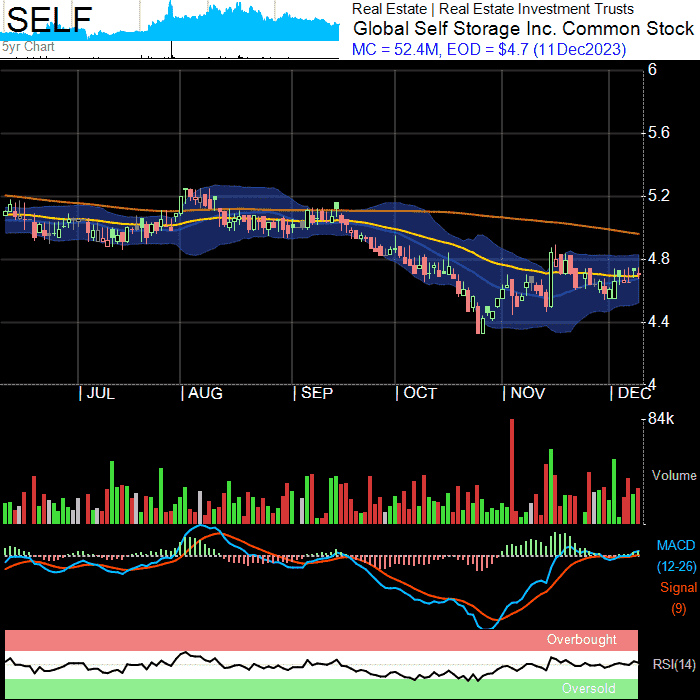 SELF
5yr Chart
Real Estate | Real Estate Investment Trusts
Global Self Storage Inc. Common Stock
MC = 52.4M, EOD = $4.7 (11Dec2023)
6
5.6
5.2
4.8
4.4
4
| JUL | AUG | SEP | OCT | NOV | DEC
84k
Volume
MACD
(12-26)
Signal
(9)
Overbought
RSI(14)
Oversold